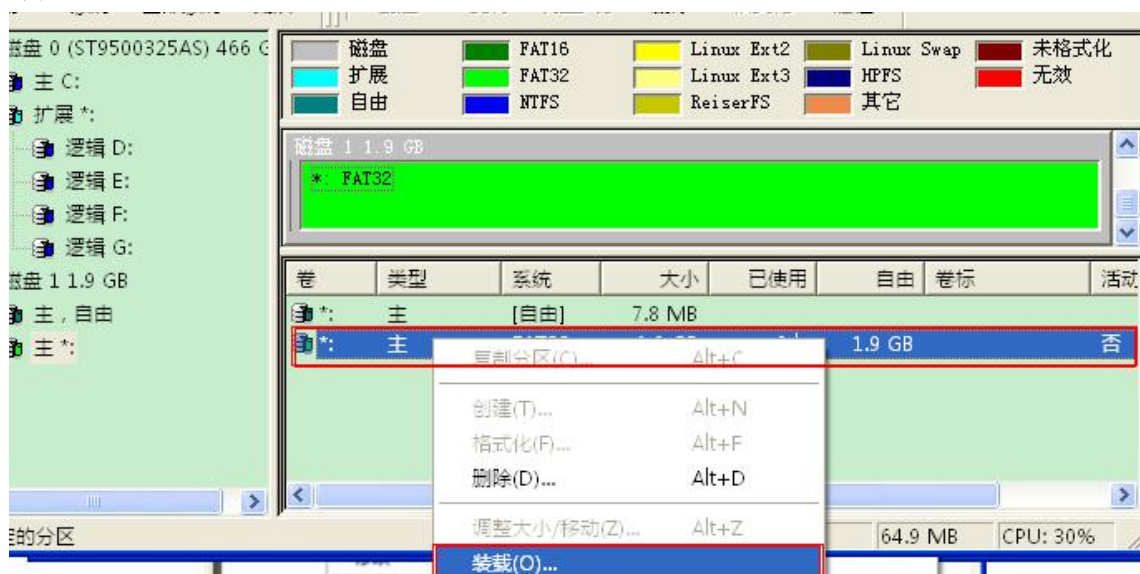 磁盘 0 (ST9500325AS) 466 G
主 C:
扩展 *:
逻辑 D:
逻辑 E:
逻辑 F:
逻辑 G:
磁盘 1 1.9 GB
主，自由
主 *:
磁盘 FAT16 Linux Ext2 Linux Swap 未格式化
扩展 FAT32 Linux Ext3 HPFS 无效
自由 NTFS ReiserFS 其它
磁盘 1 1.9 GB
*: FAT32
卷 类型 系统 大小 已使用 自由 卷标 活动
*: 主 [自由] 7.8 MB
*: 主 1.9 GB 否
复制分区(C)... Alt+C
创建(T)... Alt+N
格式化(F)... Alt+F
删除(D)... Alt+D
调整大小/移动(Z)... Alt+Z
装载(O)...
的分区 64.9 MB CPU: 30%